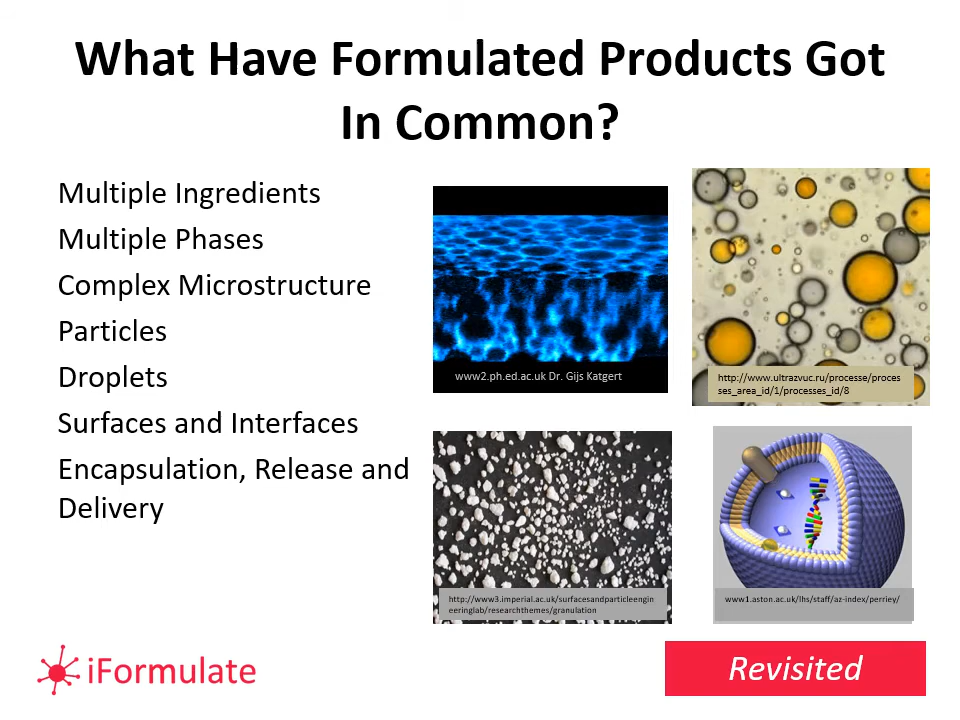 What Have Formulated Products Got
In Common?
Multiple Ingredients
Multiple Phases
Complex Microstructure
Particles
Droplets
Surfaces and Interfaces
Encapsulation, Release and
Delivery
www2.ph.ed.ac.uk Dr. Gijs Katgert
http://www.ultrazvuc.ru/processe/proces
ses_area_id/1/processes_id/8
http://www3.imperial.ac.uk/surfacesandparticleengin
eeringlab/researchthemes/granulation
www1.aston.ac.uk/lhs/staff/az-index/perriey/
iFormulate
Revisited